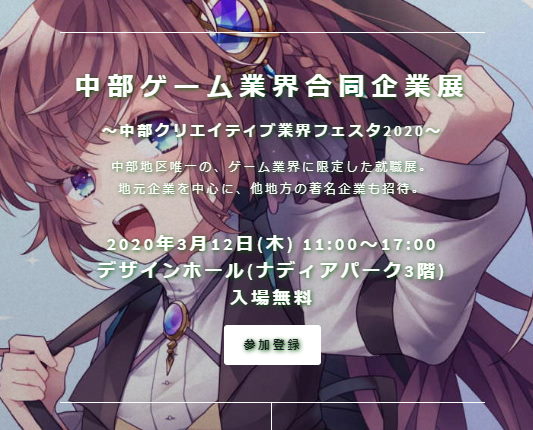 中部ゲーム業界合同企業展
～中部クリエイティブ業界フェスタ2020～
中部地区唯一の、ゲーム業界に限定した就職展。
地元企業を中心に、他地方の著名企業も招待。
2020年3月12日(木) 11:00～17:00
デザインホール(ナディアパーク3階)
入場無料
参加登録